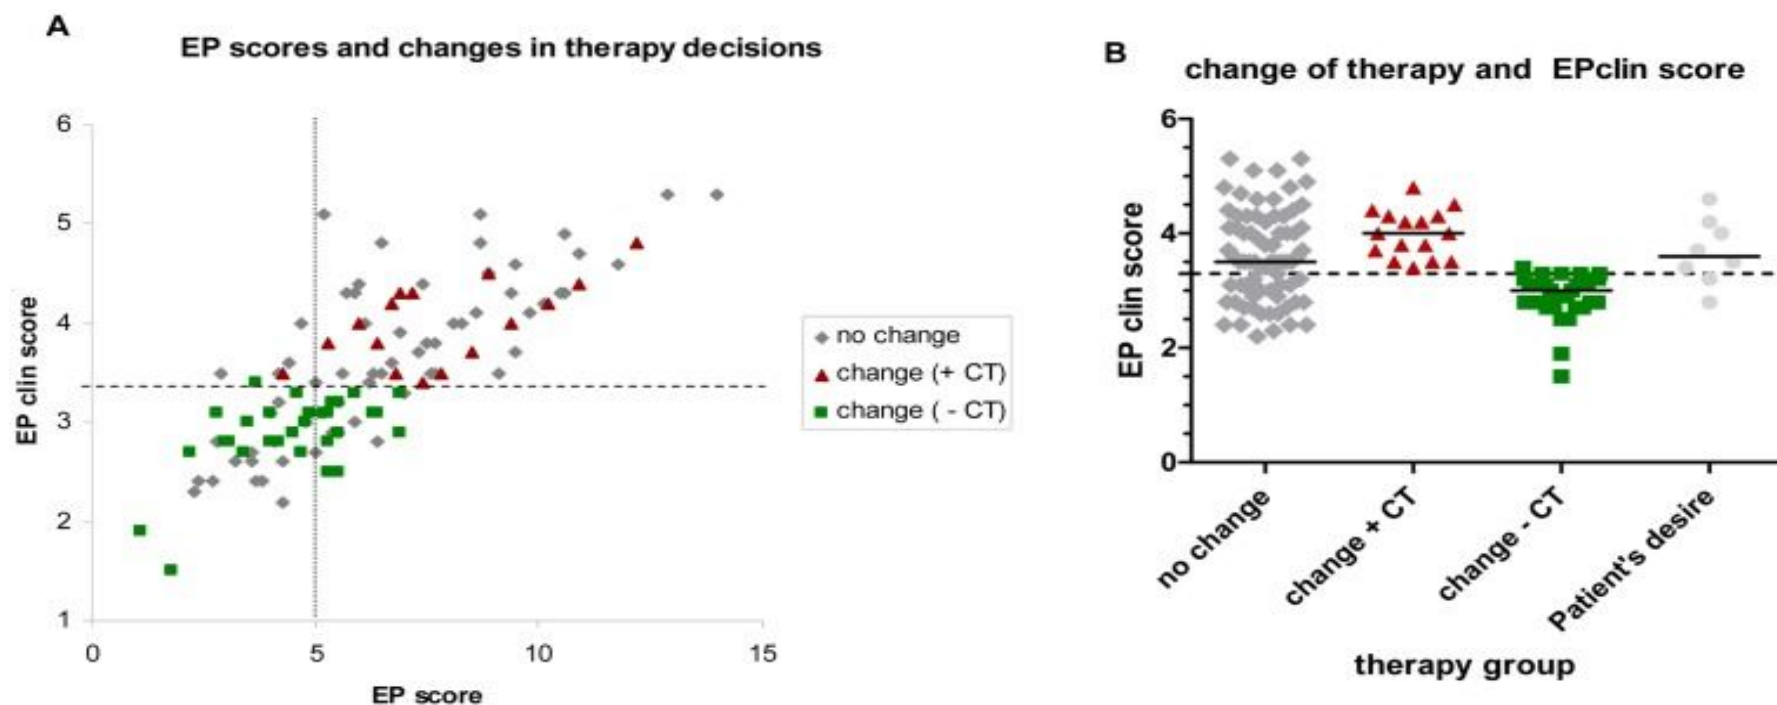 A
EP scores and changes in therapy decisions
6
5
4
3
2
1
EP clin score
0
5
10
15
EP score
no change
change (+ CT)
change ( - CT)
B
change of therapy and EPclin score
6
4
2
0
EP clin score
no change
change + CT
change - CT
Patient's desire
therapy group